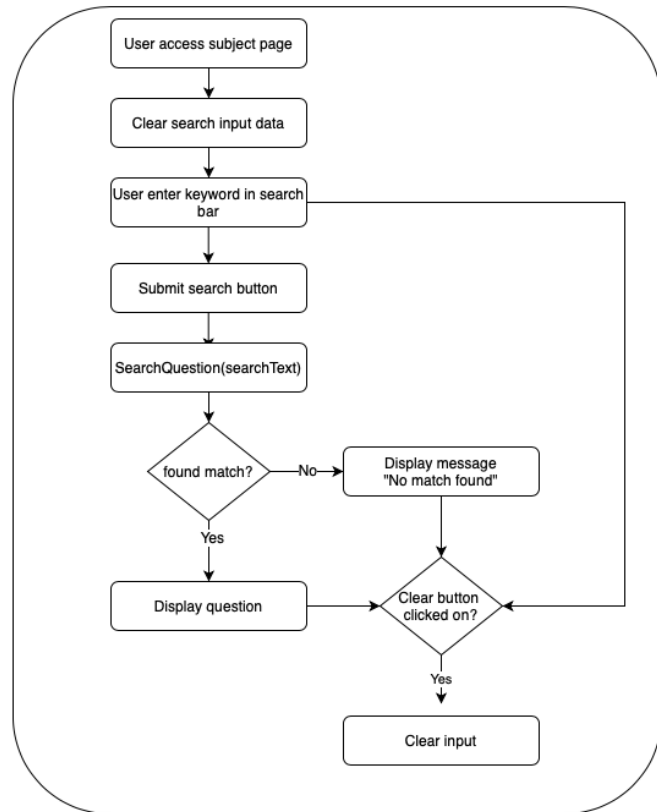 User access subject page
Clear search input data
User enter keyword in search
bar
Submit search button
SearchQuestion(searchText)
found match?
No
Display message
"No match found"
Yes
Display question
Clear button
clicked on?
Yes
Clear input